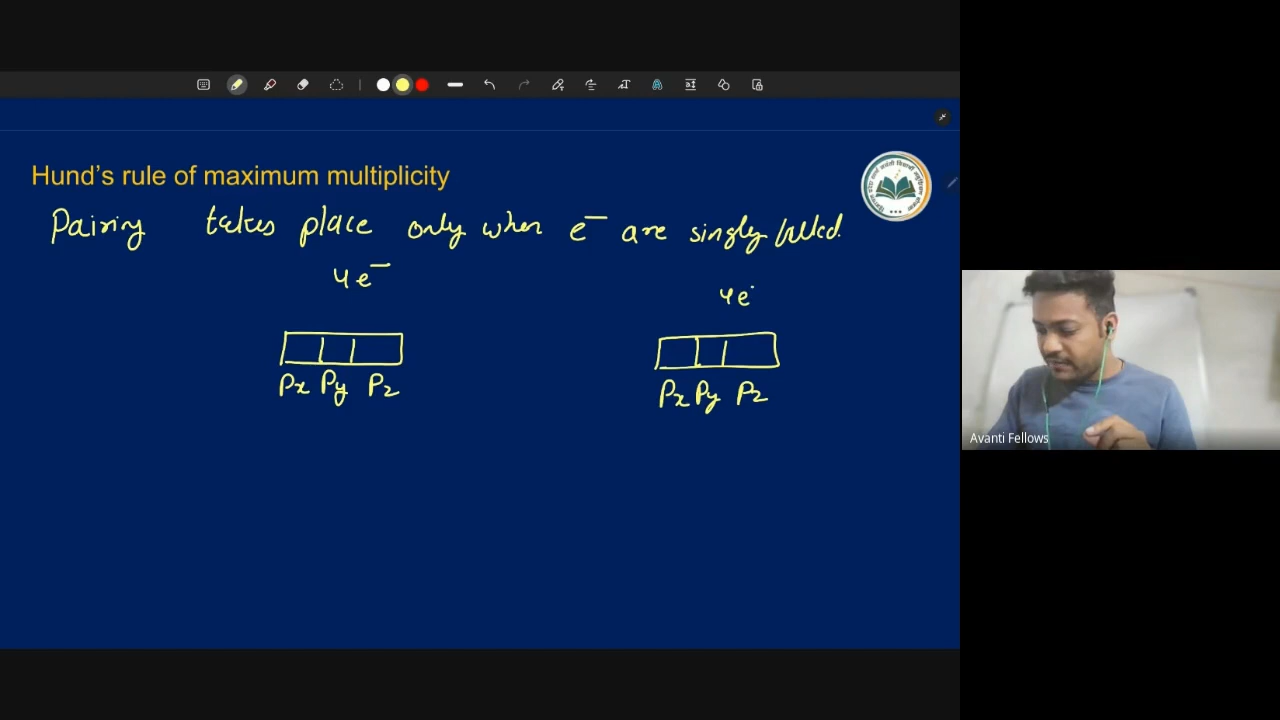 Hund's rule of maximum multiplicity
Pairing takes place only when e⁻ are singly filled.
4e⁻
4e⁻
Px Py Pz
Px Py Pz
Avanti Fellows